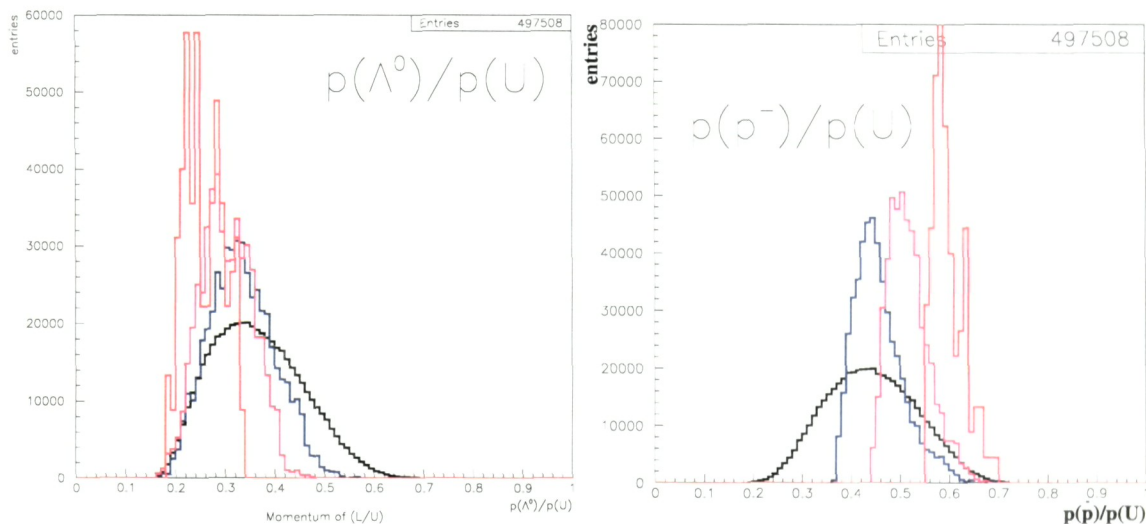 entries
60000
50000
40000
30000
20000
10000
0
Entries 497508
p(Λ⁰)/p(U)
0 0.1 0.2 0.3 0.4 0.5 0.6 0.7 0.8 0.9 1
p(Λ⁰)/p(U)
Momentum of (L/U)
entries
80000
70000
60000
50000
40000
30000
20000
10000
0
Entries 497508
p(p⁻)/p(U)
0 0.1 0.2 0.3 0.4 0.5 0.6 0.7 0.8 0.9 1
p(p̄)/p(U)